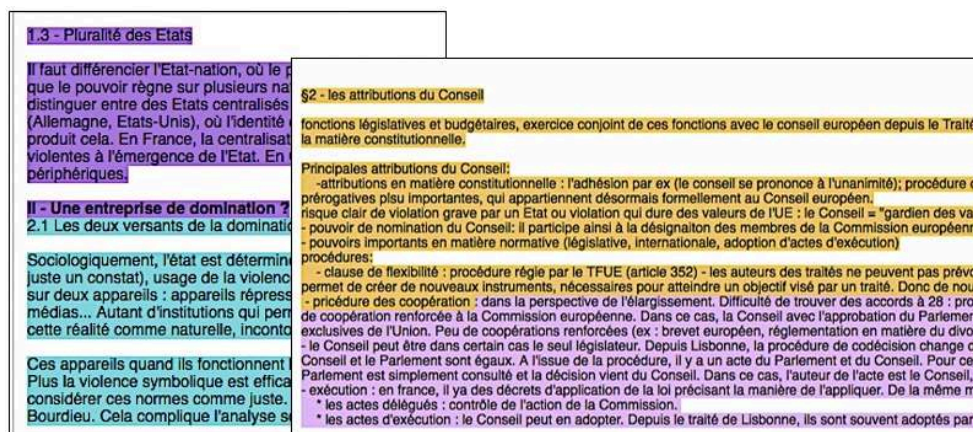 1.3 - Pluralité des Etats
Il faut différencier l'Etat-nation, où le p
que le pouvoir règne sur plusieurs na
distinguer entre des Etats centralisés
(Allemagne, Etats-Unis), où l'identité
produit cela. En France, la centralisat
violentes à l'émergence de l'Etat. En
périphériques.
II - Une entreprise de domination ?
2.1 Les deux versants de la dominatio
Sociologiquement, l'état est détermin
juste un constat), usage de la violenc
sur deux appareils : appareils répress
médias... Autant d'institutions qui perr
cette réalité comme naturelle, inconto
Ces appareils quand ils fonctionnent
Plus la violence symbolique est effica
considérer ces normes comme juste.
Bourdieu. Cela complique l'analyse se
§2 - les attributions du Conseil
fonctions législatives et budgétaires, exercice conjoint de ces fonctions avec le conseil européen depuis le Traité
la matière constitutionnelle.
Principales attributions du Conseil:
-attributions en matière constitutionnelle : l'adhésion par ex (le conseil se prononce à l'unanimité); procédure
prérogatives plsu importantes, qui appartiennent désormais formellement au Conseil européen.
risque clair de violation grave par un Etat ou violation qui dure des valeurs de l'UE : le Conseil = "gardien des va
- pouvoir de nomination du Conseil: il participe ainsi à la désignaiton des membres de la Commission européenn
- pouvoirs importants en matière normative (législative, internationale, adoption d'actes d'exécution)
procédures:
- clause de flexibilité : procédure régie par le TFUE (article 352) - les auteurs des traités ne peuvent pas prévo
permet de créer de nouveaux instruments, nécessaires pour atteindre un objectif visé par un traité. Donc de nou
- pricédure des coopération : dans la perspective de l'élargissement. Difficulté de trouver des accords à 28 : pro
de coopération renforcée à la Commission européenne. Dans ce cas, la Conseil avec l'approbation du Parlemen
exclusives de l'Union. Peu de coopérations renforcées (ex : brevet européen, réglementation en matière du divo
- le Conseil peut être dans certain cas le seul législateur. Depuis Lisbonne, la procédure de codécision change d
Conseil et le Parlement sont égaux. A l'issue de la procédure, il y a un acte du Parlement et du Conseil. Pour ce
Parlement est simplement consulté et la décision vient du Conseil. Dans ce cas, l'auteur de l'acte est le Conseil,
- exécution : en france, il ya des décrets d'application de la loi précisant la manière de l'appliquer. De la même m
* les actes délégués : contrôle de l'action de la Commission.
* les actes d'exécution : le Conseil peut en adopter. Depuis le traité de Lisbonne, ils sont souvent adoptés par